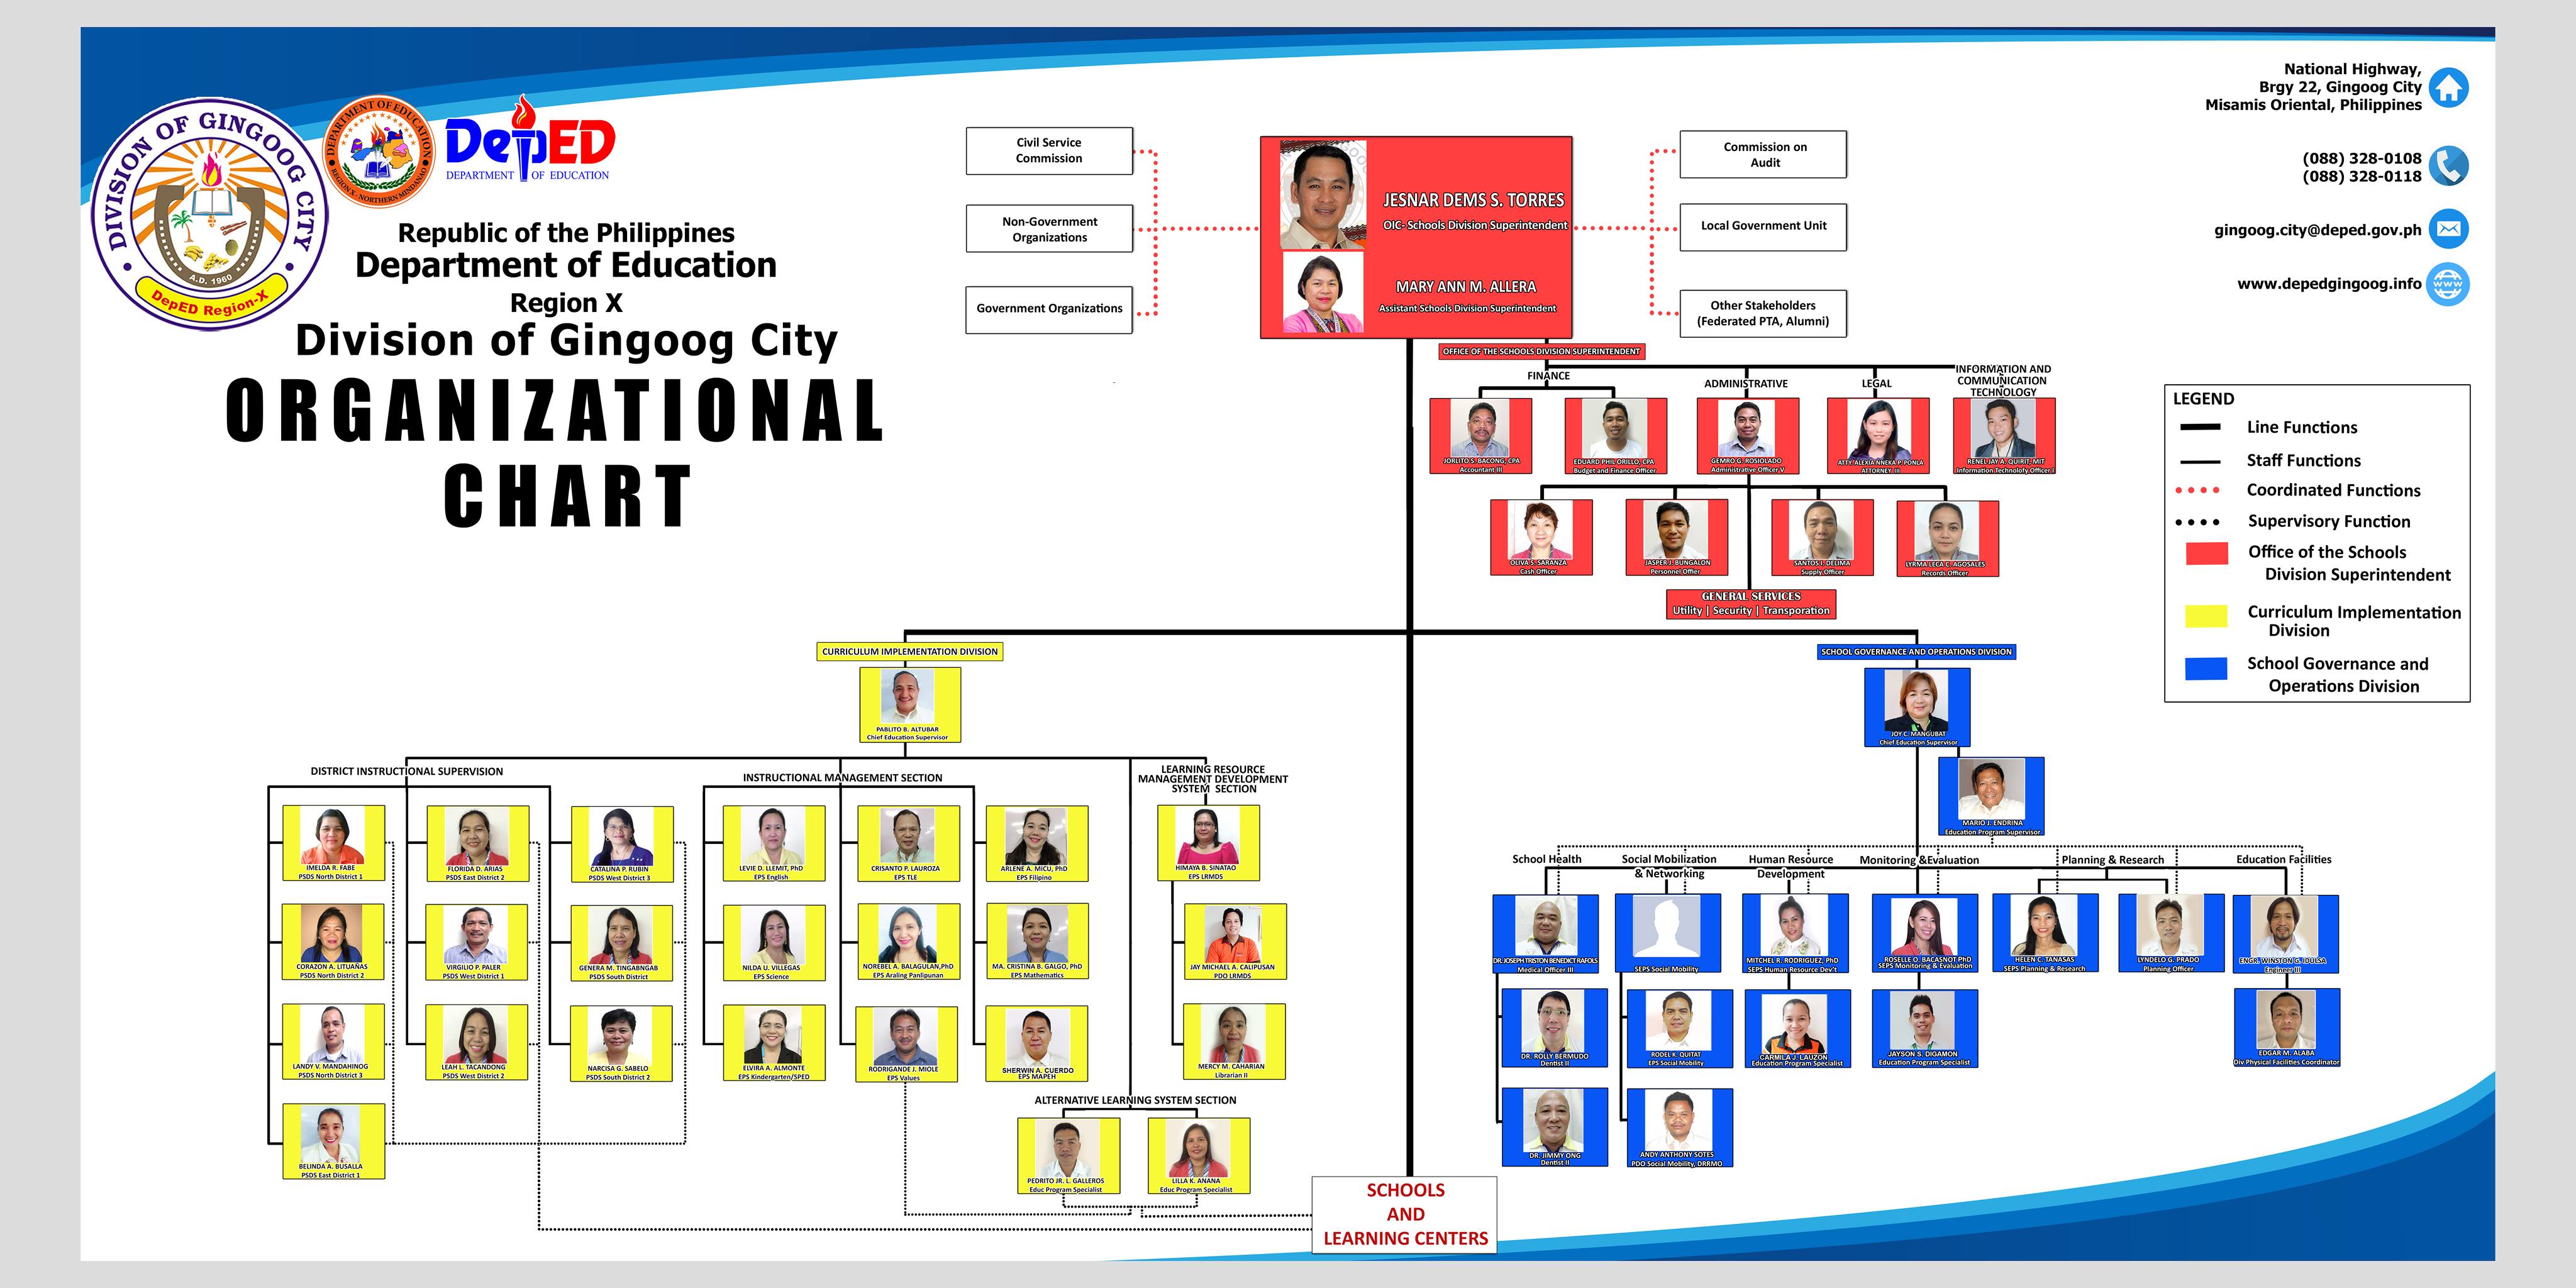 DIVISION OF GINGOOG CITY
A.D. 1960
DepED Region-X
DEPARTMENT OF EDUCATION
REGION X - NORTHERN MINDANAO
DepED
DEPARTMENT OF EDUCATION
Republic of the Philippines
Department of Education
Region X
Division of Gingoog City
ORGANIZATIONAL
CHART
National Highway,
Brgy 22, Gingoog City
Misamis Oriental, Philippines
(088) 328-0108
(088) 328-0118
gingoog.city@deped.gov.ph
www.depedgingoog.info
WWW
Civil Service
Commission
Non-Government
Organizations
Government Organizations
JESNAR DEMS S. TORRES
OIC- Schools Division Superintendent
MARY ANN M. ALLERA
Assistant Schools Division Superintendent
Commission on
Audit
Local Government Unit
Other Stakeholders
(Federated PTA, Alumni)
LEGEND
Line Functions
Staff Functions
Coordinated Functions
Supervisory Function
Office of the Schools
Division Superintendent
Curriculum Implementation
Division
School Governance and
Operations Division
OFFICE OF THE SCHOOLS DIVISION SUPERINTENDENT
FINANCE
ADMINISTRATIVE
LEGAL
INFORMATION AND
COMMUNICATION
TECHNOLOGY
JORLITO S. BACONG, CPA
Accountant III
EDUARD PHIL ORILLO, CPA
Budget and Finance Officer
GEMRO G. ROSIOLADO
Administrative Officer V
ATTY. ALEXIA NNEKA P. PONLA
ATTORNEY III
RENEL JAY A. QUIRIT, MIT
Information Technolofy Officer I
OLIVA S. SARANZA
Cash Officer
JASPER J. BUNGALON
Personnel Offier
SANTOS J. DELIMA
Supply Officer
LYRMA LECA C. AGOSALES
Records Officer
GENERAL SERVICES
Utility | Security | Transporation
CURRICULUM IMPLEMENTATION DIVISION
PABLITO B. ALTUBAR
Chief Education Supervisor
DISTRICT INSTRUCTIONAL SUPERVISION
INSTRUCTIONAL MANAGEMENT SECTION
LEARNING RESOURCE
MANAGEMENT DEVELOPMENT
SYSTEM SECTION
IMELDA R. FABE
PSDS North District 1
FLORIDA D. ARIAS
PSDS East District 2
CATALINA P. RUBIN
PSDS West District 3
LEVIE D. LLEMIT, PhD
EPS English
CRISANTO P. LAUROZA
EPS TLE
ARLENE A. MICU, PhD
EPS Filipino
HIMAYA B. SINATAO
EPS LRMDS
CORAZON A. LITUAÑAS
PSDS North District 2
VIRGILIO P. PALER
PSDS West District 1
GENERA M. TINGABNGAB
PSDS South District
NILDA U. VILLEGAS
EPS Science
NOREBEL A. BALAGULAN,PhD
EPS Araling Panlipunan
MA. CRISTINA B. GALGO, PhD
EPS Mathematics
JAY MICHAEL A. CALIPUSAN
PDO LRMDS
LANDY V. MANDAHINOG
PSDS North District 3
LEAH L. TACANDONG
PSDS West District 2
NARCISA G. SABELO
PSDS South District 2
ELVIRA A. ALMONTE
EPS Kindergarten/SPED
RODRIGANDE J. MIOLE
EPS Values
SHERWIN A. CUERDO
EPS MAPEH
MERCY M. CAHARIAN
Librarian II
BELINDA A. BUSALLA
PSDS East District 1
ALTERNATIVE LEARNING SYSTEM SECTION
PEDRITO JR. L. GALLEROS
Educ Program Specialist
LILLA K. ANANA
Educ Program Specialist
SCHOOL GOVERNANCE AND OPERATIONS DIVISION
JOY C. MANGUBAT
Chief Education Supervisor
MARIO J. ENDRINA
Education Program Supervisor
School Health
Social Mobilization
& Networking
Human Resource
Development
Monitoring &Evaluation
Planning & Research
Education Facilities
DR. JOSEPH TRISTON BENEDICT RAFOLS
Medical Officer III
SEPS Social Mobility
MITCHEL R. RODRIGUEZ, PhD
SEPS Human Resource Dev't
ROSELLE O. BACASNOT PhD
SEPS Monitoring & Evaluation
HELEN C. TANASAS
SEPS Planning & Research
LYNDELO G. PRADO
Planning Officer
ENGR. WINSTON G. DULSA
Engineer III
DR. ROLLY BERMUDO
Dentist II
RODEL K. QUITAT
EPS Social Mobility
CARMILA J. LAUZON
Education Program Specialist
JAYSON S. DIGAMON
Education Program Specialist
EDGAR M. ALABA
Div Physical Facilities Coordinator
DR. JIMMY ONG
Dentist II
ANDY ANTHONY SOTES
PDO Social Mobility, DRRMO
SCHOOLS
AND
LEARNING CENTERS